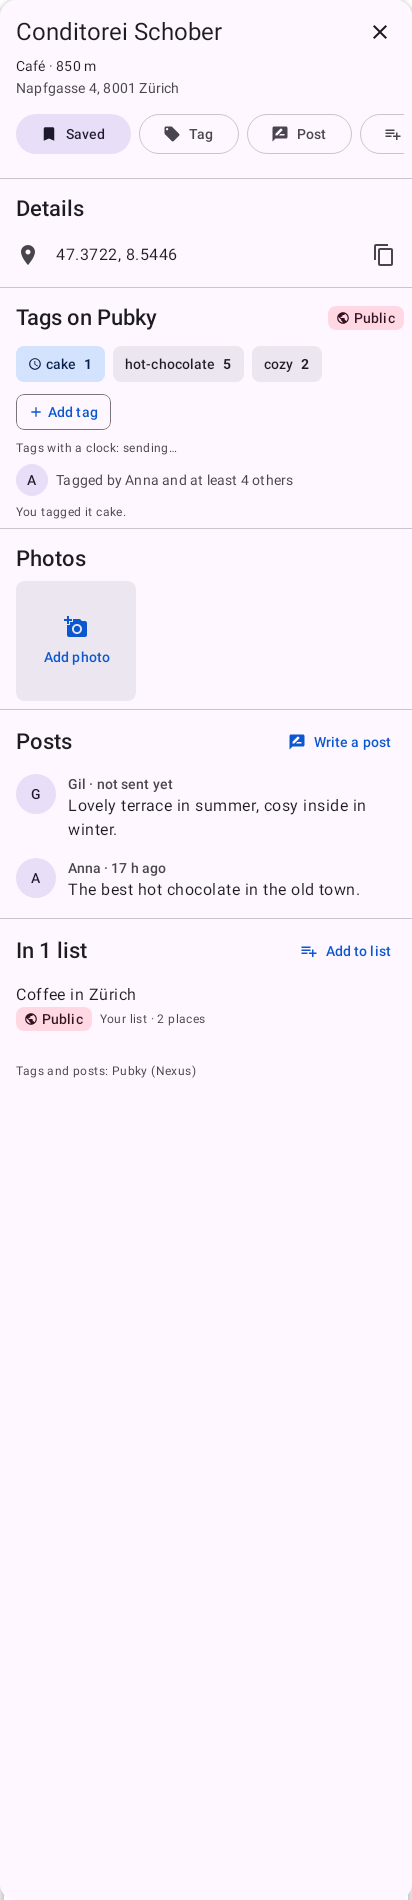 Conditorei Schober
Café · 850 m
Napfgasse 4, 8001 Zürich
Saved
Tag
Post
Details
47.3722, 8.5446
Tags on Pubky
Public
cake 1
hot-chocolate 5
cozy 2
Add tag
Tags with a clock: sending…
A
Tagged by Anna and at least 4 others
You tagged it cake.
Photos
Add photo
Posts
Write a post
G
Gil · not sent yet
Lovely terrace in summer, cosy inside in
winter.
A
Anna · 17 h ago
The best hot chocolate in the old town.
In 1 list
Add to list
Coffee in Zürich
Public
Your list · 2 places
Tags and posts: Pubky (Nexus)